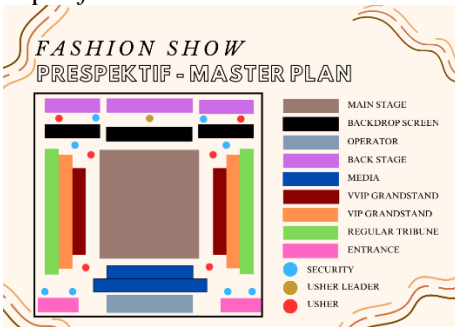 FASHION SHOW
PRESPEKTIF - MASTER PLAN
MAIN STAGE
BACKDROP SCREEN
OPERATOR
BACK STAGE
MEDIA
VVIP GRANDSTAND
VIP GRANDSTAND
REGULAR TRIBUNE
ENTRANCE
SECURITY
USHER LEADER
USHER